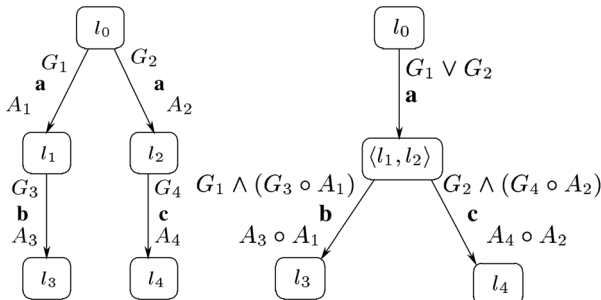 l₀
G₁ G₂
a a
A₁ A₂
l₁ l₂
G₃ G₄
b c
A₃ A₄
l₃ l₄
l₀
G₁ ∨ G₂
a
⟨l₁, l₂⟩
G₁ ∧ (G₃ ∘ A₁) G₂ ∧ (G₄ ∘ A₂)
b c
A₃ ∘ A₁ A₄ ∘ A₂
l₃ l₄